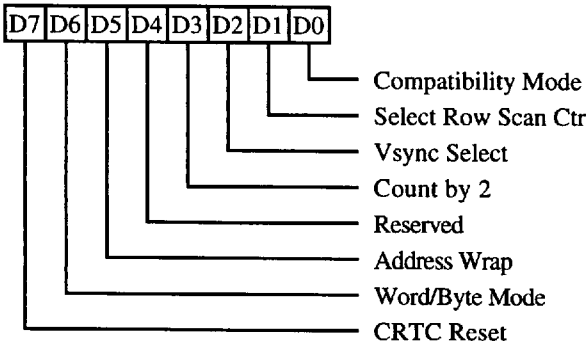 D7 D6 D5 D4 D3 D2 D1 D0
Compatibility Mode
Select Row Scan Ctr
Vsync Select
Count by 2
Reserved
Address Wrap
Word/Byte Mode
CRTC Reset